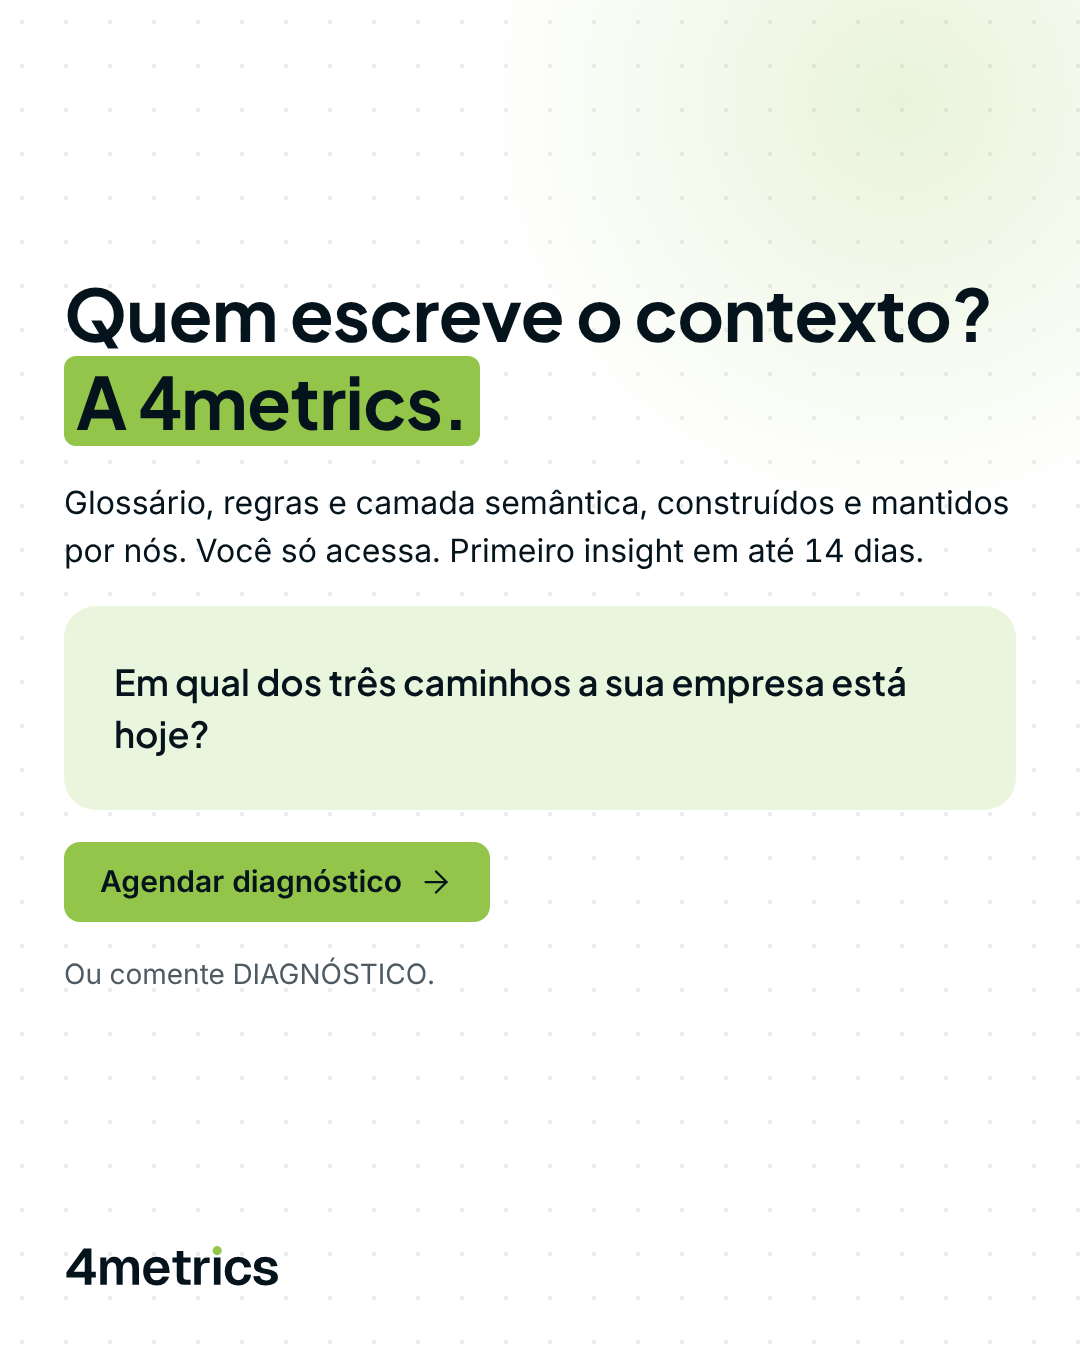 Quem escreve o contexto?
A 4metrics.
Glossário, regras e camada semântica, construídos e mantidos
por nós. Você só acessa. Primeiro insight em até 14 dias.
Em qual dos três caminhos a sua empresa está
hoje?
Agendar diagnóstico →
Ou comente DIAGNÓSTICO.
4metrics